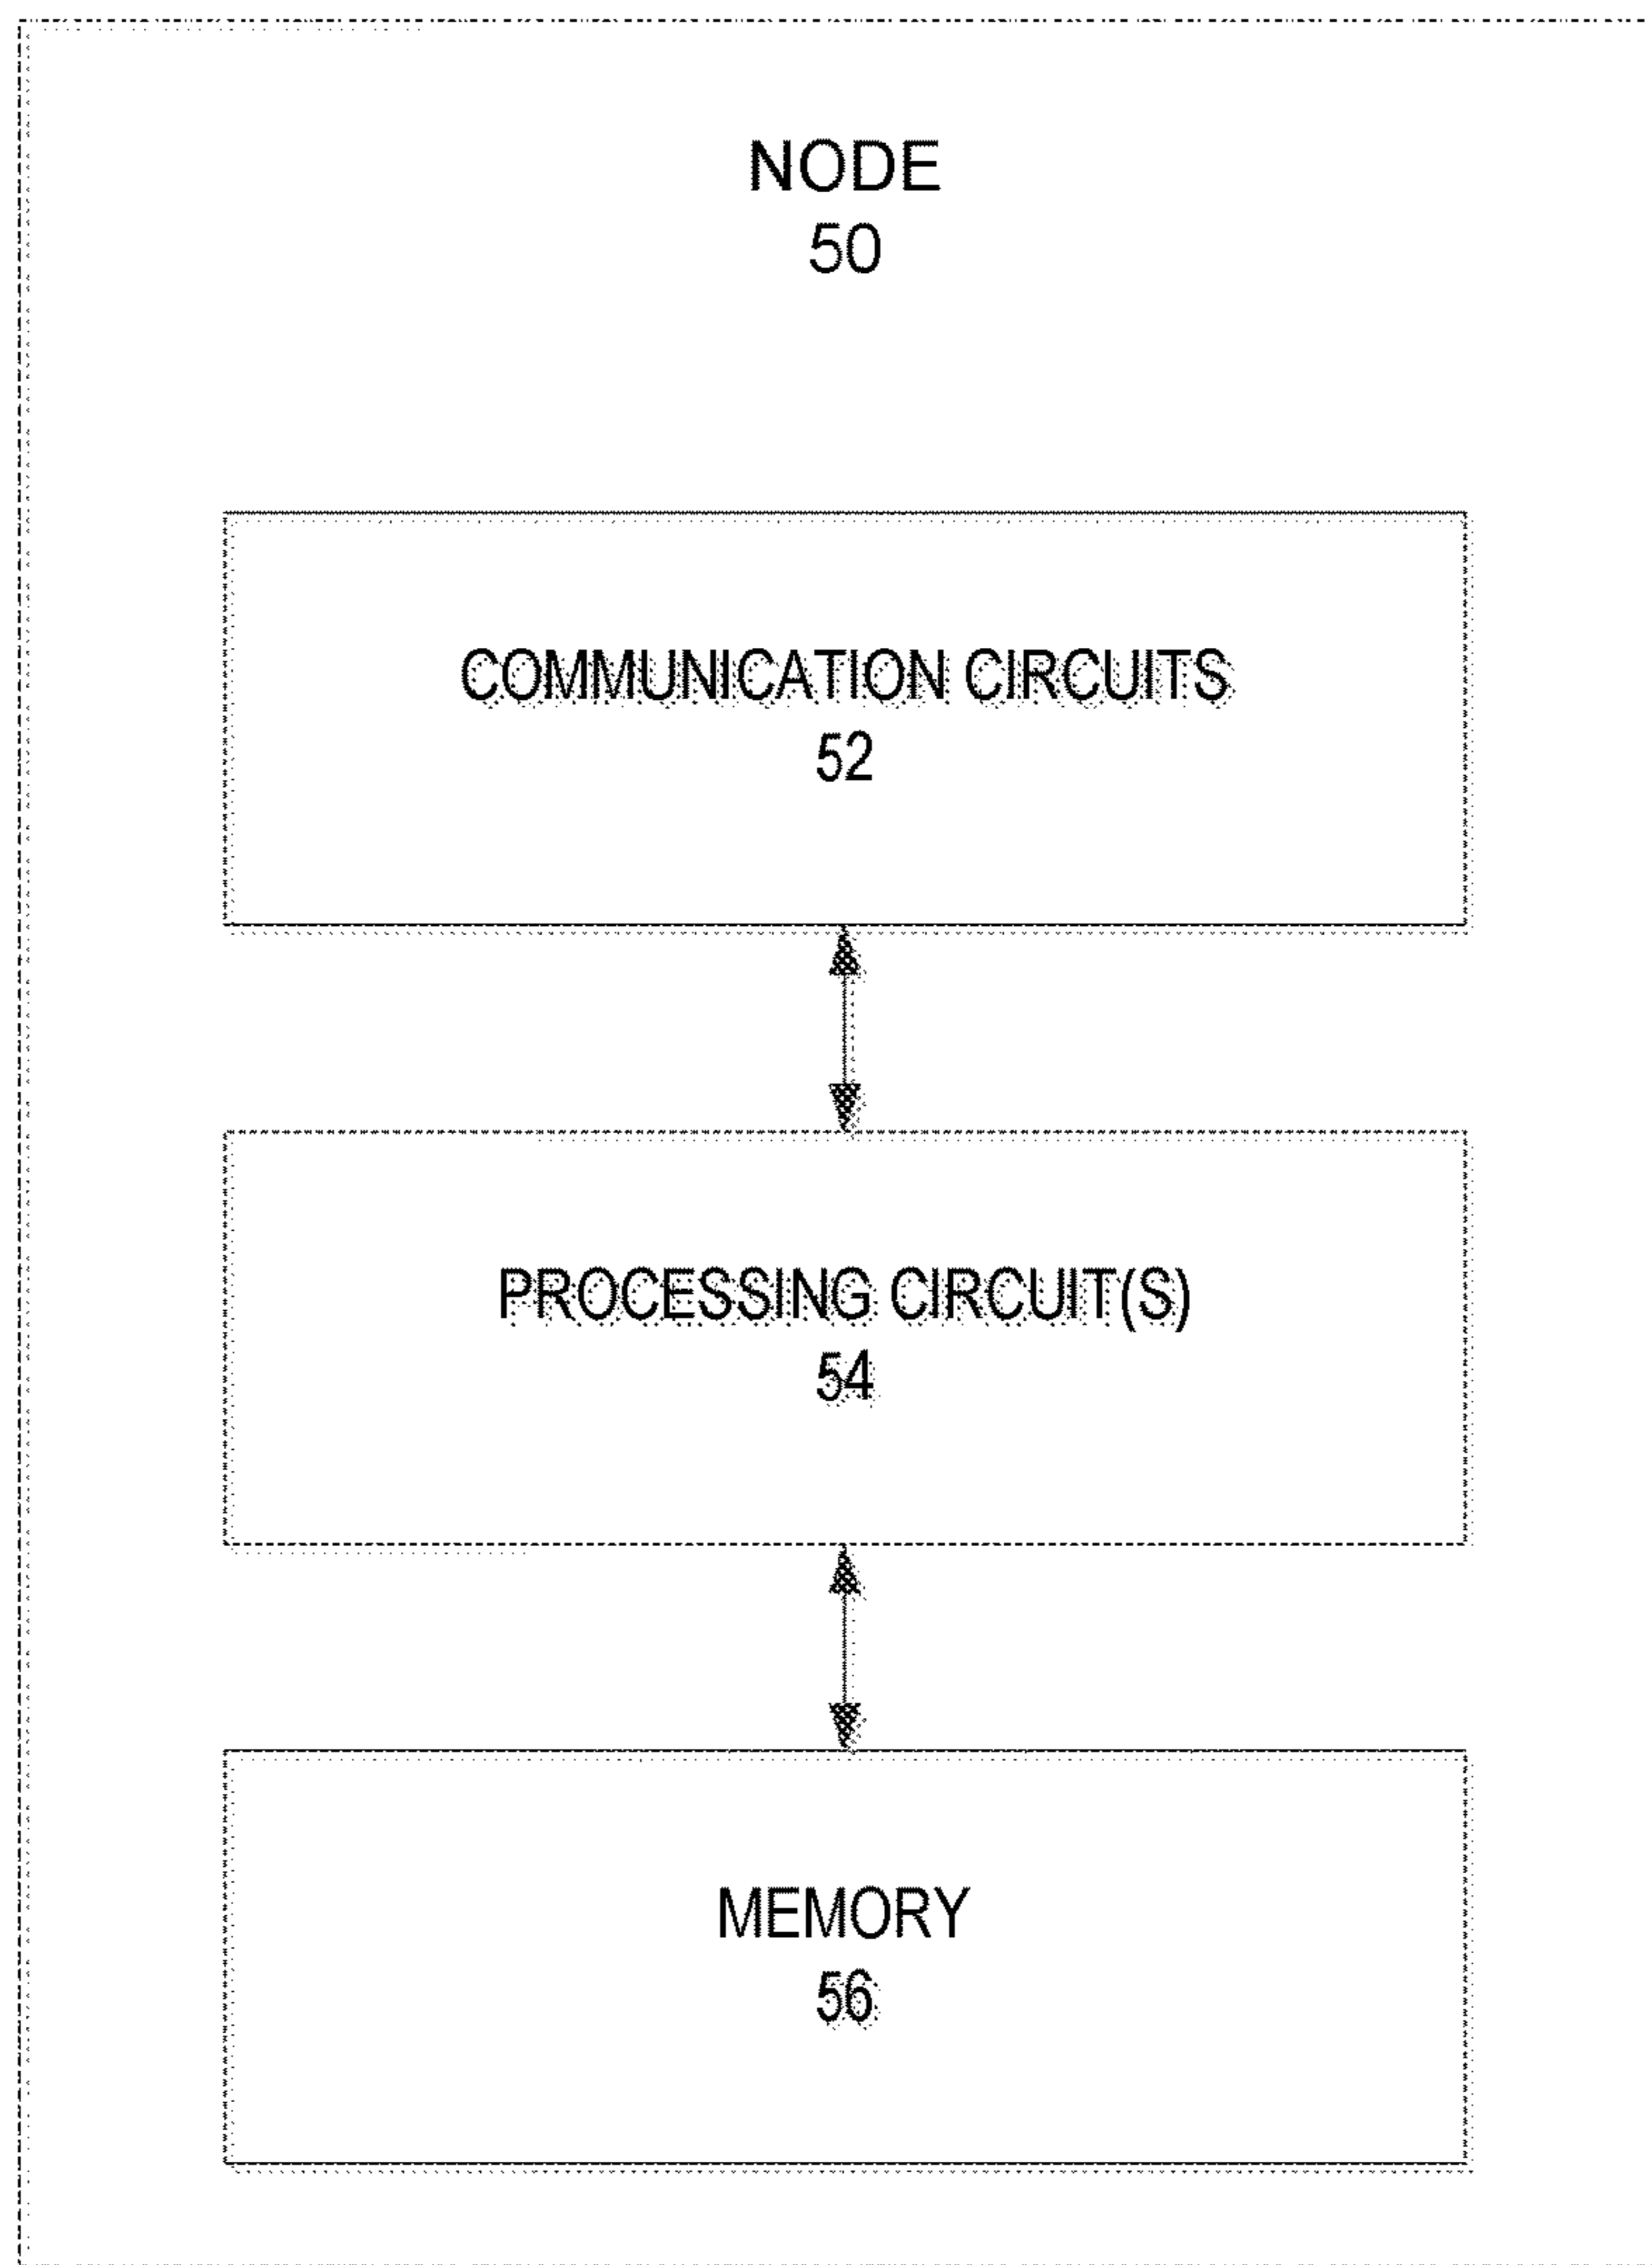 NODE
50
COMMUNICATION CIRCUITS
52
PROCESSING CIRCUIT(S)
54
MEMORY
56